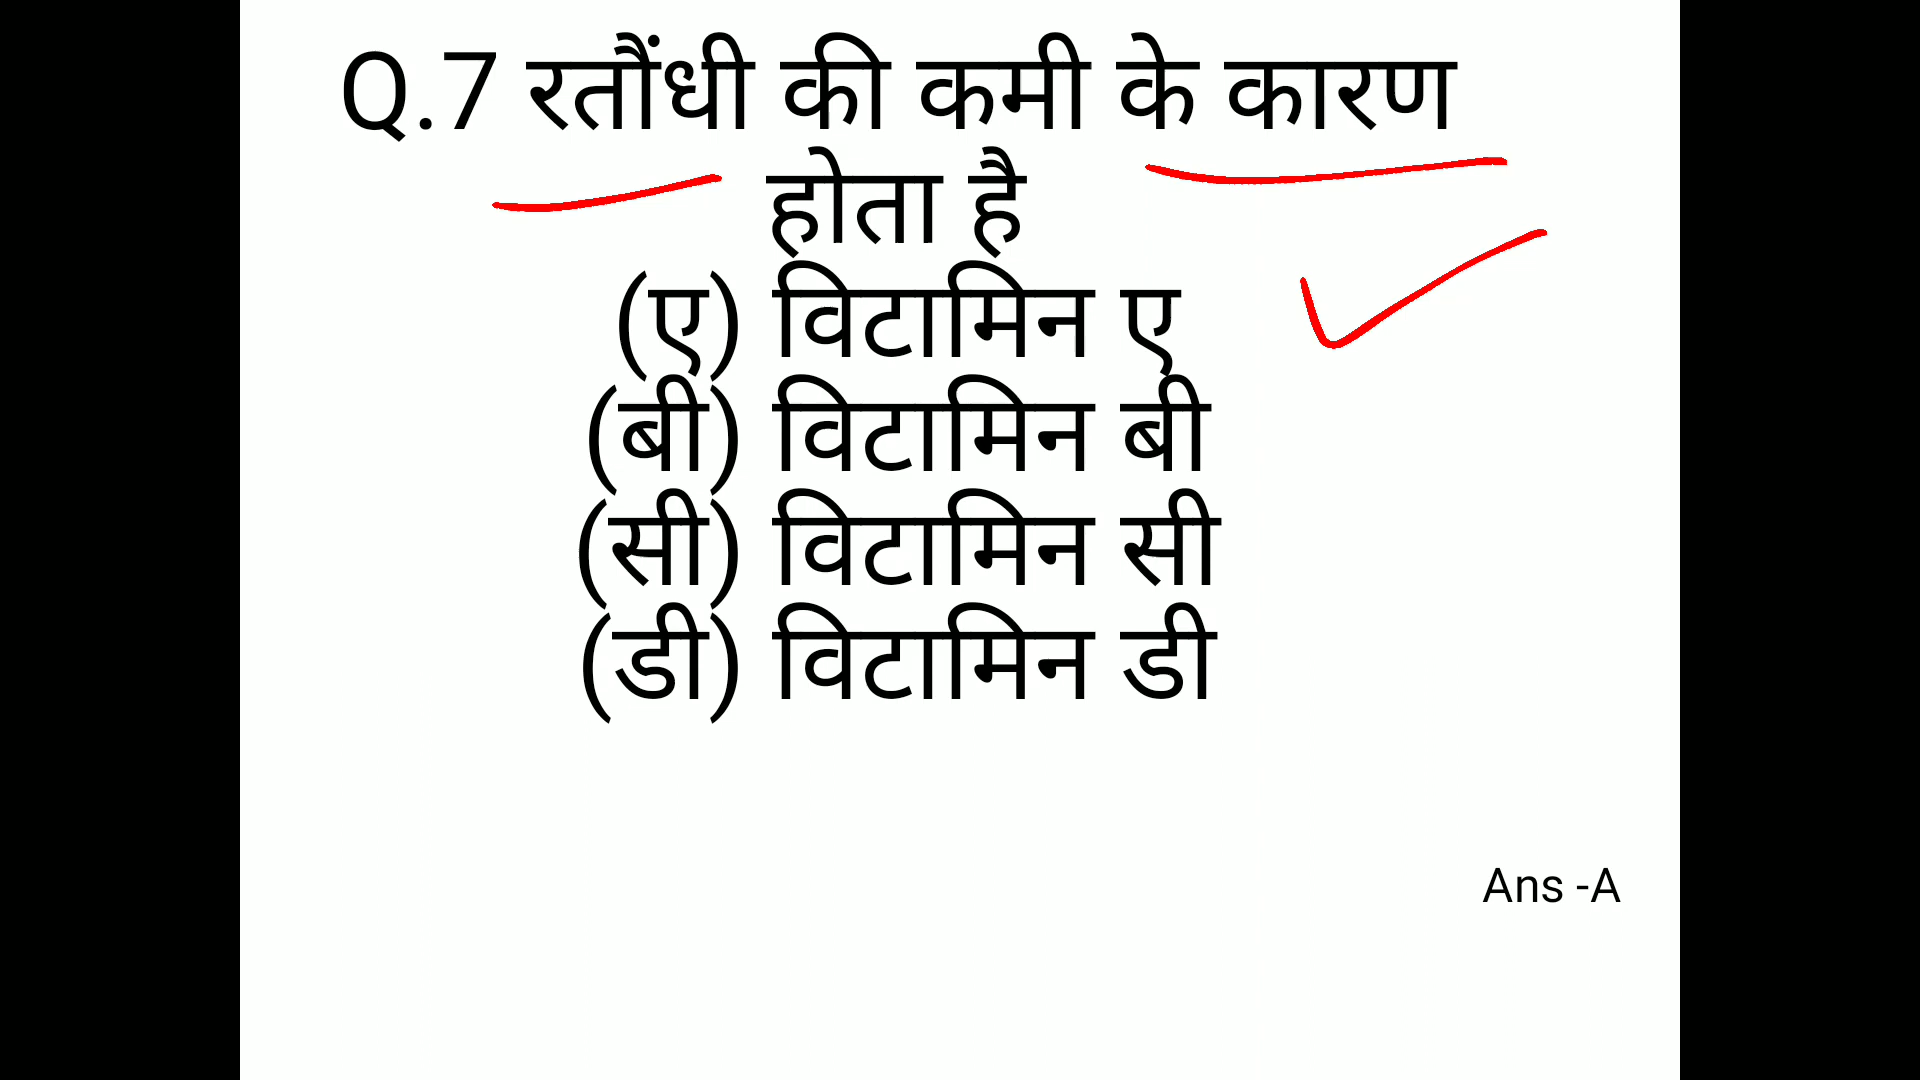 Q.7 रतौंधी की कमी के कारण
होता है
(ए) विटामिन ए
(बी) विटामिन बी
(सी) विटामिन सी
(डी) विटामिन डी
Ans -A